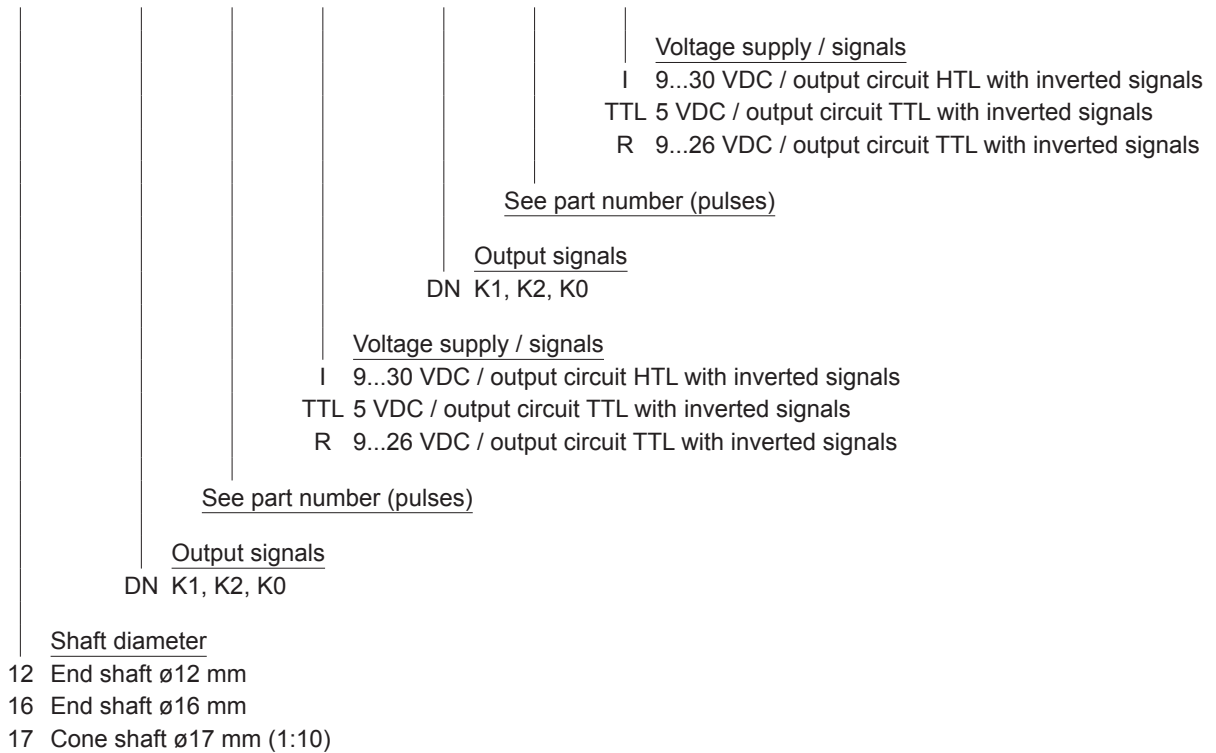 Voltage supply / signals
I 9...30 VDC / output circuit HTL with inverted signals
TTL 5 VDC / output circuit TTL with inverted signals
R 9...26 VDC / output circuit TTL with inverted signals
See part number (pulses)
Output signals
DN K1, K2, K0
Voltage supply / signals
I 9...30 VDC / output circuit HTL with inverted signals
TTL 5 VDC / output circuit TTL with inverted signals
R 9...26 VDC / output circuit TTL with inverted signals
See part number (pulses)
Output signals
DN K1, K2, K0
Shaft diameter
12 End shaft ø12 mm
16 End shaft ø16 mm
17 Cone shaft ø17 mm (1:10)